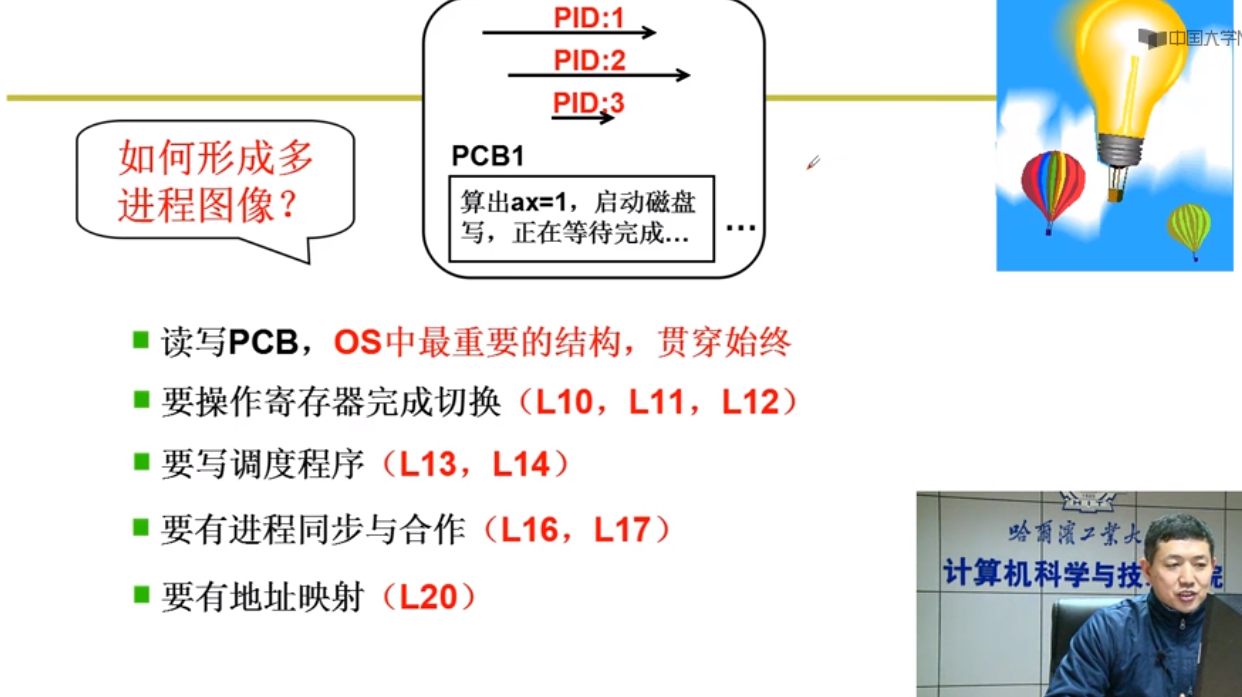 PID:1
PID:2
PID:3
中国大学M
如何形成多
进程图像？
PCB1
算出ax=1，启动磁盘
写，正在等待完成...
...
读写PCB，OS中最重要的结构，贯穿始终
要操作寄存器完成切换（L10，L11，L12）
要写调度程序（L13，L14）
要有进程同步与合作（L16，L17）
要有地址映射（L20）
哈爾濱工業大
计算机科学与技 院